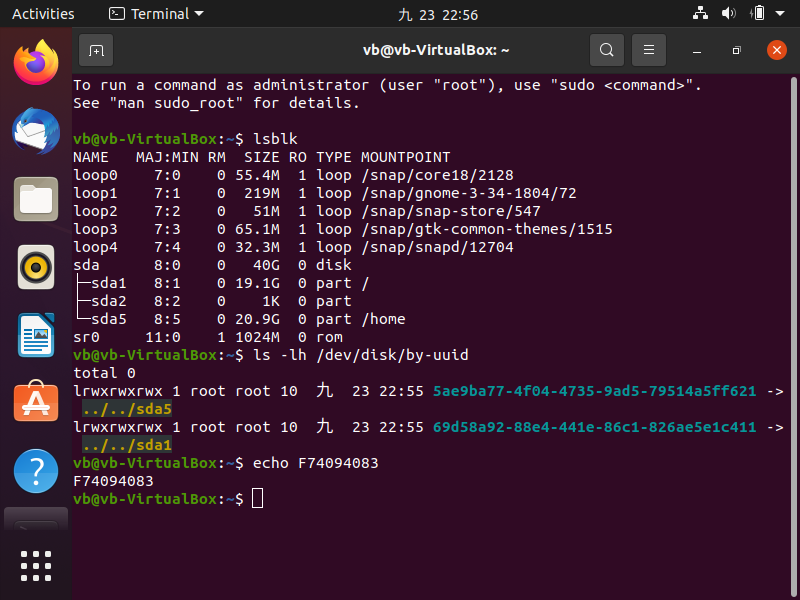 Activities Terminal 九 23 22:56
vb@vb-VirtualBox: ~
To run a command as administrator (user "root"), use "sudo <command>".
See "man sudo_root" for details.
vb@vb-VirtualBox:~$ lsblk
NAME   MAJ:MIN RM  SIZE RO TYPE MOUNTPOINT
loop0    7:0    0 55.4M  1 loop /snap/core18/2128
loop1    7:1    0  219M  1 loop /snap/gnome-3-34-1804/72
loop2    7:2    0   51M  1 loop /snap/snap-store/547
loop3    7:3    0 65.1M  1 loop /snap/gtk-common-themes/1515
loop4    7:4    0 32.3M  1 loop /snap/snapd/12704
sda      8:0    0   40G  0 disk
├─sda1   8:1    0 19.1G  0 part /
├─sda2   8:2    0    1K  0 part
└─sda5   8:5    0 20.9G  0 part /home
sr0     11:0    1 1024M  0 rom
vb@vb-VirtualBox:~$ ls -lh /dev/disk/by-uuid
total 0
lrwxrwxrwx 1 root root 10  九  23 22:55 5ae9ba77-4f04-4735-9ad5-79514a5ff621 ->
../../sda5
lrwxrwxrwx 1 root root 10  九  23 22:55 69d58a92-88e4-441e-86c1-826ae5e1c411 ->
../../sda1
vb@vb-VirtualBox:~$ echo F74094083
F74094083
vb@vb-VirtualBox:~$